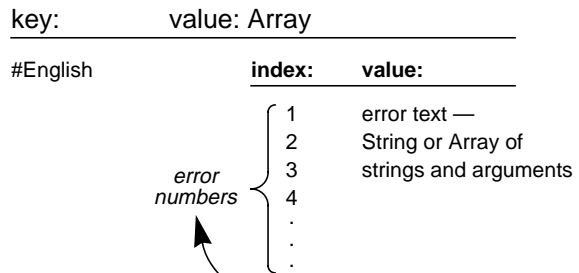 key: value: Array
#English index: value:
1 error text —
2 String or Array of
3 strings and arguments
error
numbers
4
.
.
.